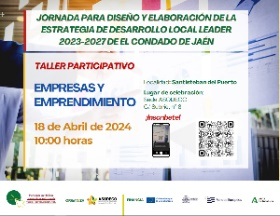 JORNADA PARA DISEÑO Y ELABORACIÓN DE LA
ESTRATEGIA DE DESARROLLO LOCAL LEADER
2023-2027 DE EL CONDADO DE JAÉN
TALLER PARTICIPATIVO
EMPRESAS Y
EMPRENDIMIENTO
18 de Abril de 2024
10:00 horas
Localidad: Santisteban del Puerto
Lugar de celebración:
¡Inscríbete!